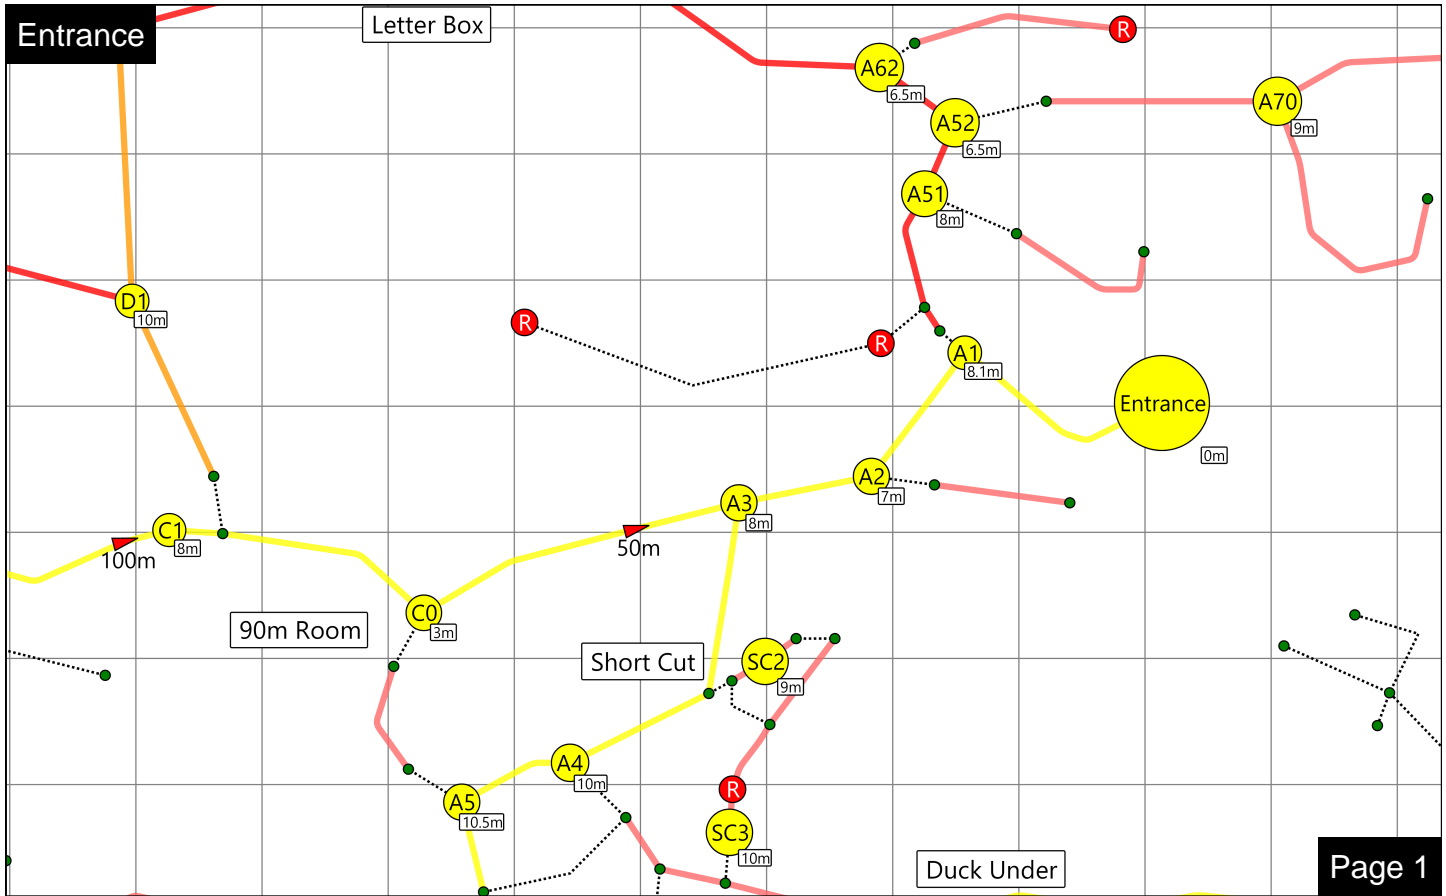 Entrance
Letter Box
R
A62
6.5m
A52
6.5m
A70
9m
A51
8m
D1
10m
R
R
A1
8.1m
Entrance
0m
A2
7m
A3
8m
50m
C1
8m
100m
C0
3m
90m Room
Short Cut
SC2
9m
A4
10m
R
A5
10.5m
SC3
10m
Duck Under
Page 1